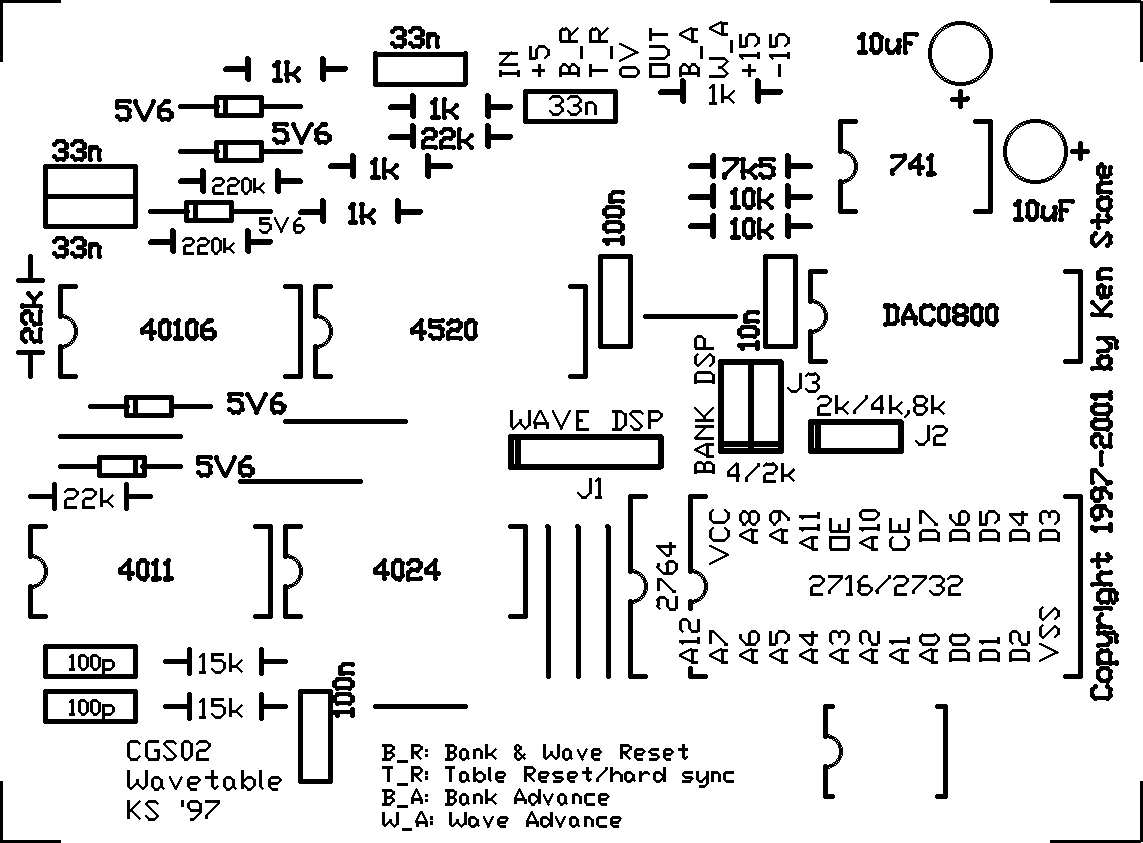 33n
IN
+5
B_R
T_R
0V
OUT
B_A
W_A
+15
-15
10uF
+
1k
5V6
1k
33n
1k
5V6
22k
33n
1k
7k5
741
+
220k
10k
10uF
5V6
1k
10k
100n
220k
33n
22k
40106
4520
10n
DAC0800
Copyright 1997-2001 by Ken Stone
5V6
WAVE DSP
BANK DSP
J3
2k/4k,8k
J2
5V6
4/2k
22k
J1
4011
4024
2764
VCC
A8
A9
A11
OE
A10
CE
D7
D6
D5
D4
D3
2716/2732
A12
A7
A6
A5
A4
A3
A2
A1
A0
D0
D1
D2
VSS
100p
15k
100n
100p
15k
CGS02
Wavetable
KS '97
B_R: Bank & Wave Reset
T_R: Table Reset/hard sync
B_A: Bank Advance
W_A: Wave Advance